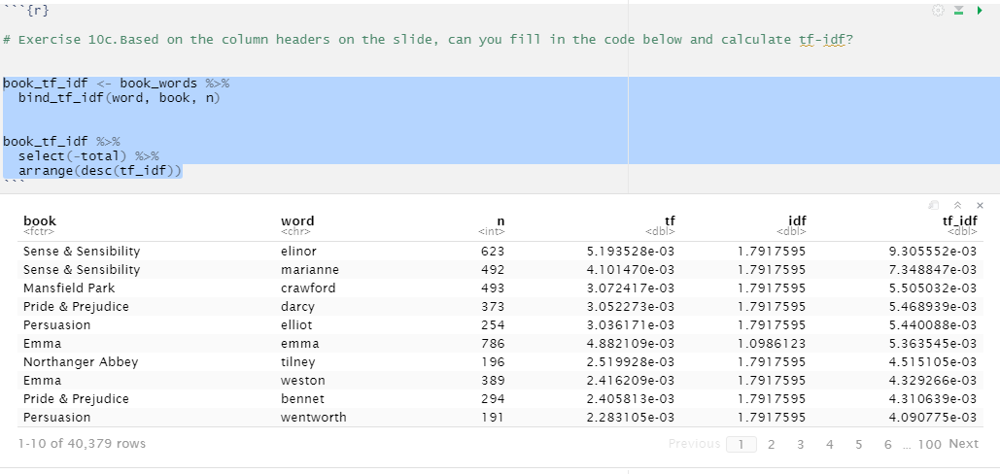 ```{r}
# Exercise 10c.Based on the column headers on the slide, can you fill in the code below and calculate tf-idf?
book_tf_idf <- book_words %>%
  bind_tf_idf(word, book, n)
book_tf_idf %>%
  select(-total) %>%
  arrange(desc(tf_idf))
```
book word n tf idf tf_idf
<fctr> <chr> <int> <dbl> <dbl> <dbl>
Sense & Sensibility elinor 623 5.193528e-03 1.7917595 9.305552e-03
Sense & Sensibility marianne 492 4.101470e-03 1.7917595 7.348847e-03
Mansfield Park crawford 493 3.072417e-03 1.7917595 5.505032e-03
Pride & Prejudice darcy 373 3.052273e-03 1.7917595 5.468939e-03
Persuasion elliot 254 3.036171e-03 1.7917595 5.440088e-03
Emma emma 786 4.882109e-03 1.0986123 5.363545e-03
Northanger Abbey tilney 196 2.519928e-03 1.7917595 4.515105e-03
Emma weston 389 2.416209e-03 1.7917595 4.329266e-03
Pride & Prejudice bennet 294 2.405813e-03 1.7917595 4.310639e-03
Persuasion wentworth 191 2.283105e-03 1.7917595 4.090775e-03
1-10 of 40,379 rows Previous 1 2 3 4 5 6 ... 100 Next